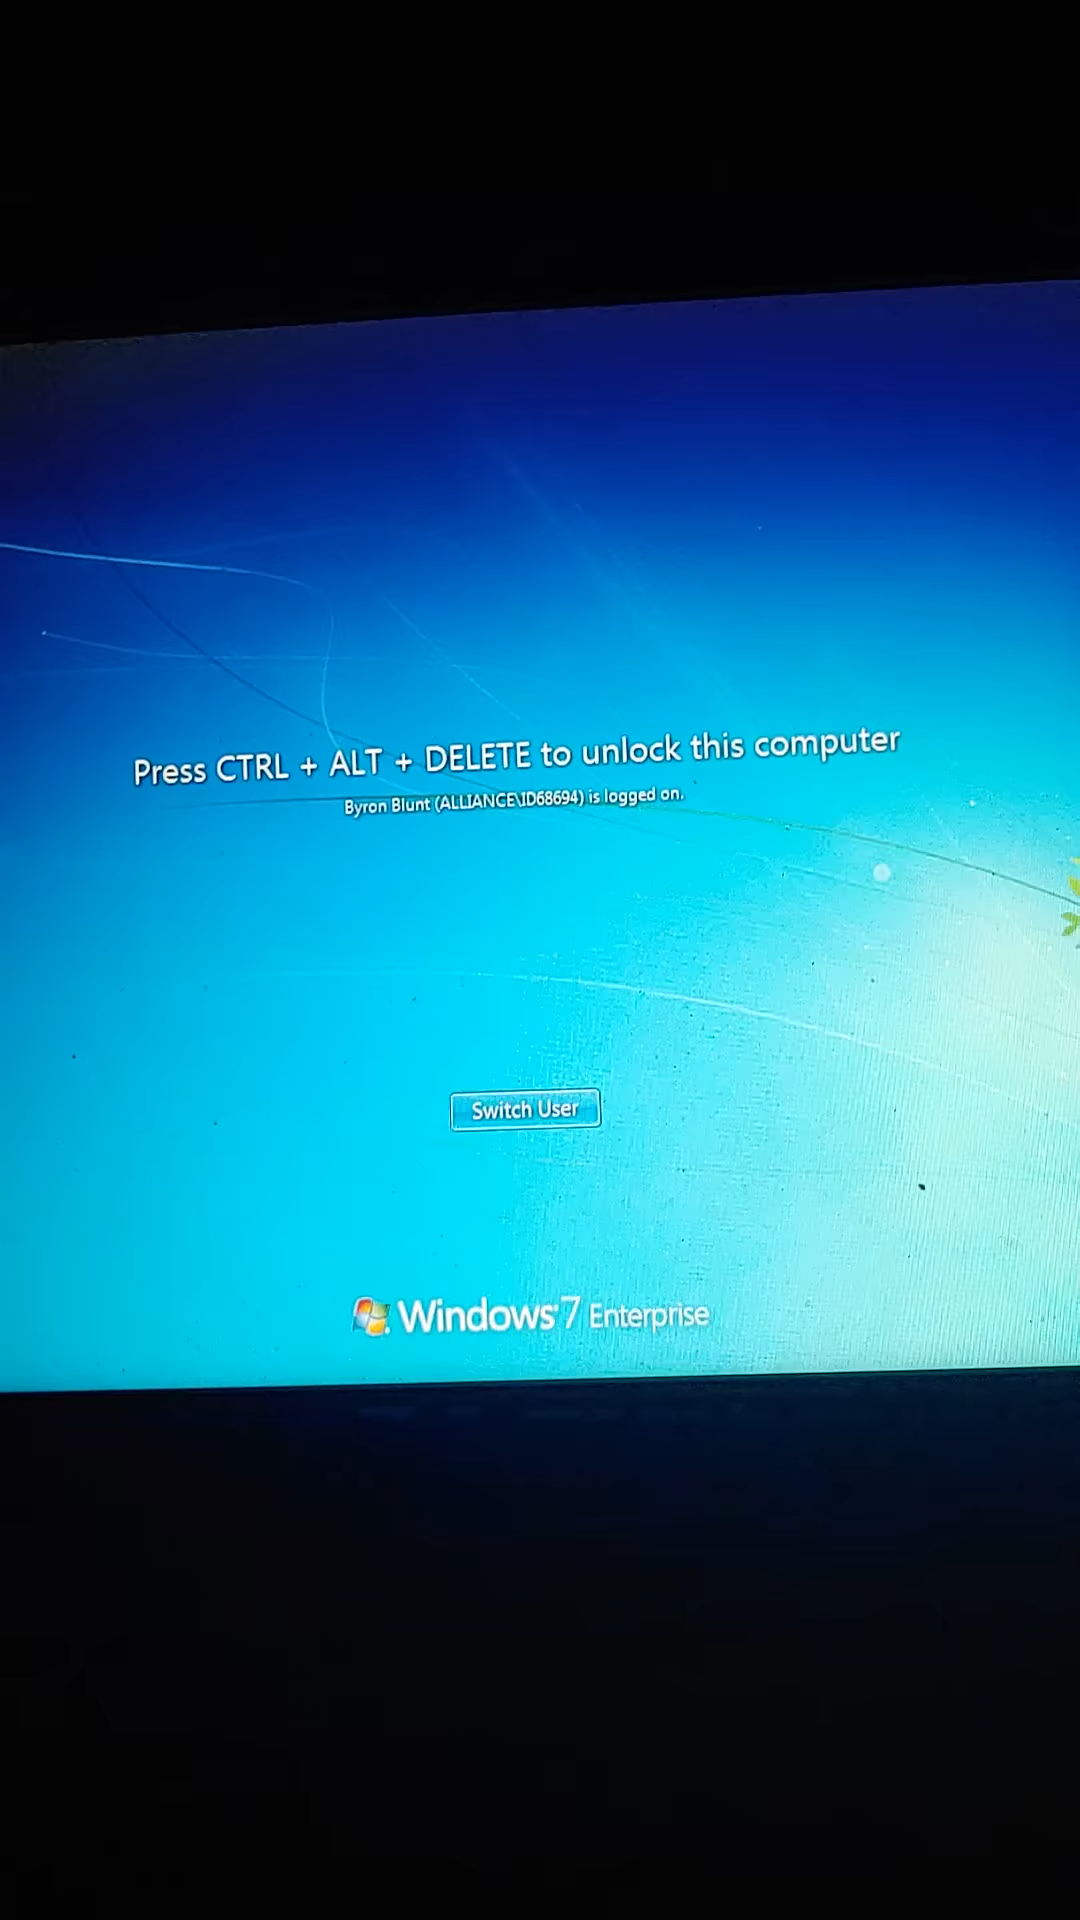 Press CTRL + ALT + DELETE to unlock this computer
Byron Blunt (ALLIANCE\ID68694) is logged on.
Switch User
Windows 7 Enterprise